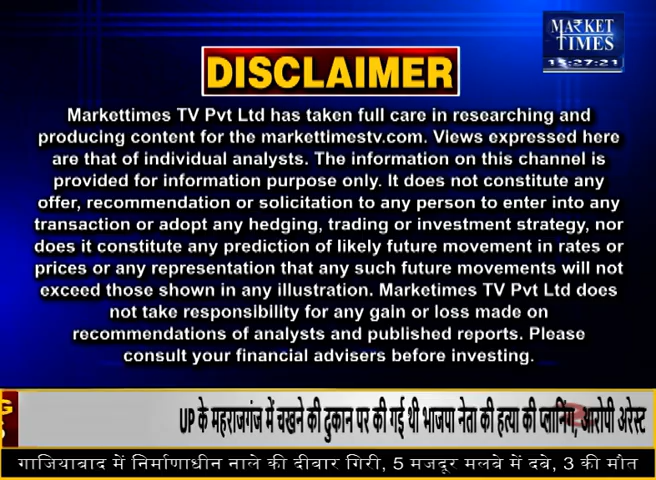 MARKET
TIMES
15:27:21
DISCLAIMER
Markettimes TV Pvt Ltd has taken full care in researching and
producing content for the markettimestv.com. Views expressed here
are that of individual analysts. The information on this channel is
provided for information purpose only. It does not constitute any
offer, recommendation or solicitation to any person to enter into any
transaction or adopt any hedging, trading or investment strategy, nor
does it constitute any prediction of likely future movement in rates or
prices or any representation that any such future movements will not
exceed those shown in any illustration. Marketimes TV Pvt Ltd does
not take responsibility for any gain or loss made on
recommendations of analysts and published reports. Please
consult your financial advisers before investing.
UP के महराजगंज में चखने की दुकान पर की गई थी भाजपा नेता की हत्या की प्लानिंग, आरोपी अरेस्ट
गाजियाबाद में निर्माणाधीन नाले की दीवार गिरी, 5 मजदूर मलबे में दबे, 3 की मौत